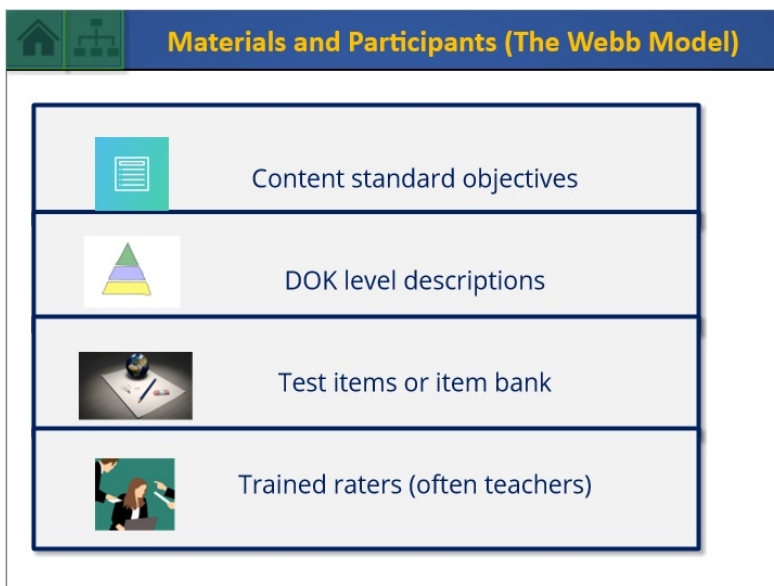 Materials and Participants (The Webb Model)
Content standard objectives
DOK level descriptions
Test items or item bank
Trained raters (often teachers)